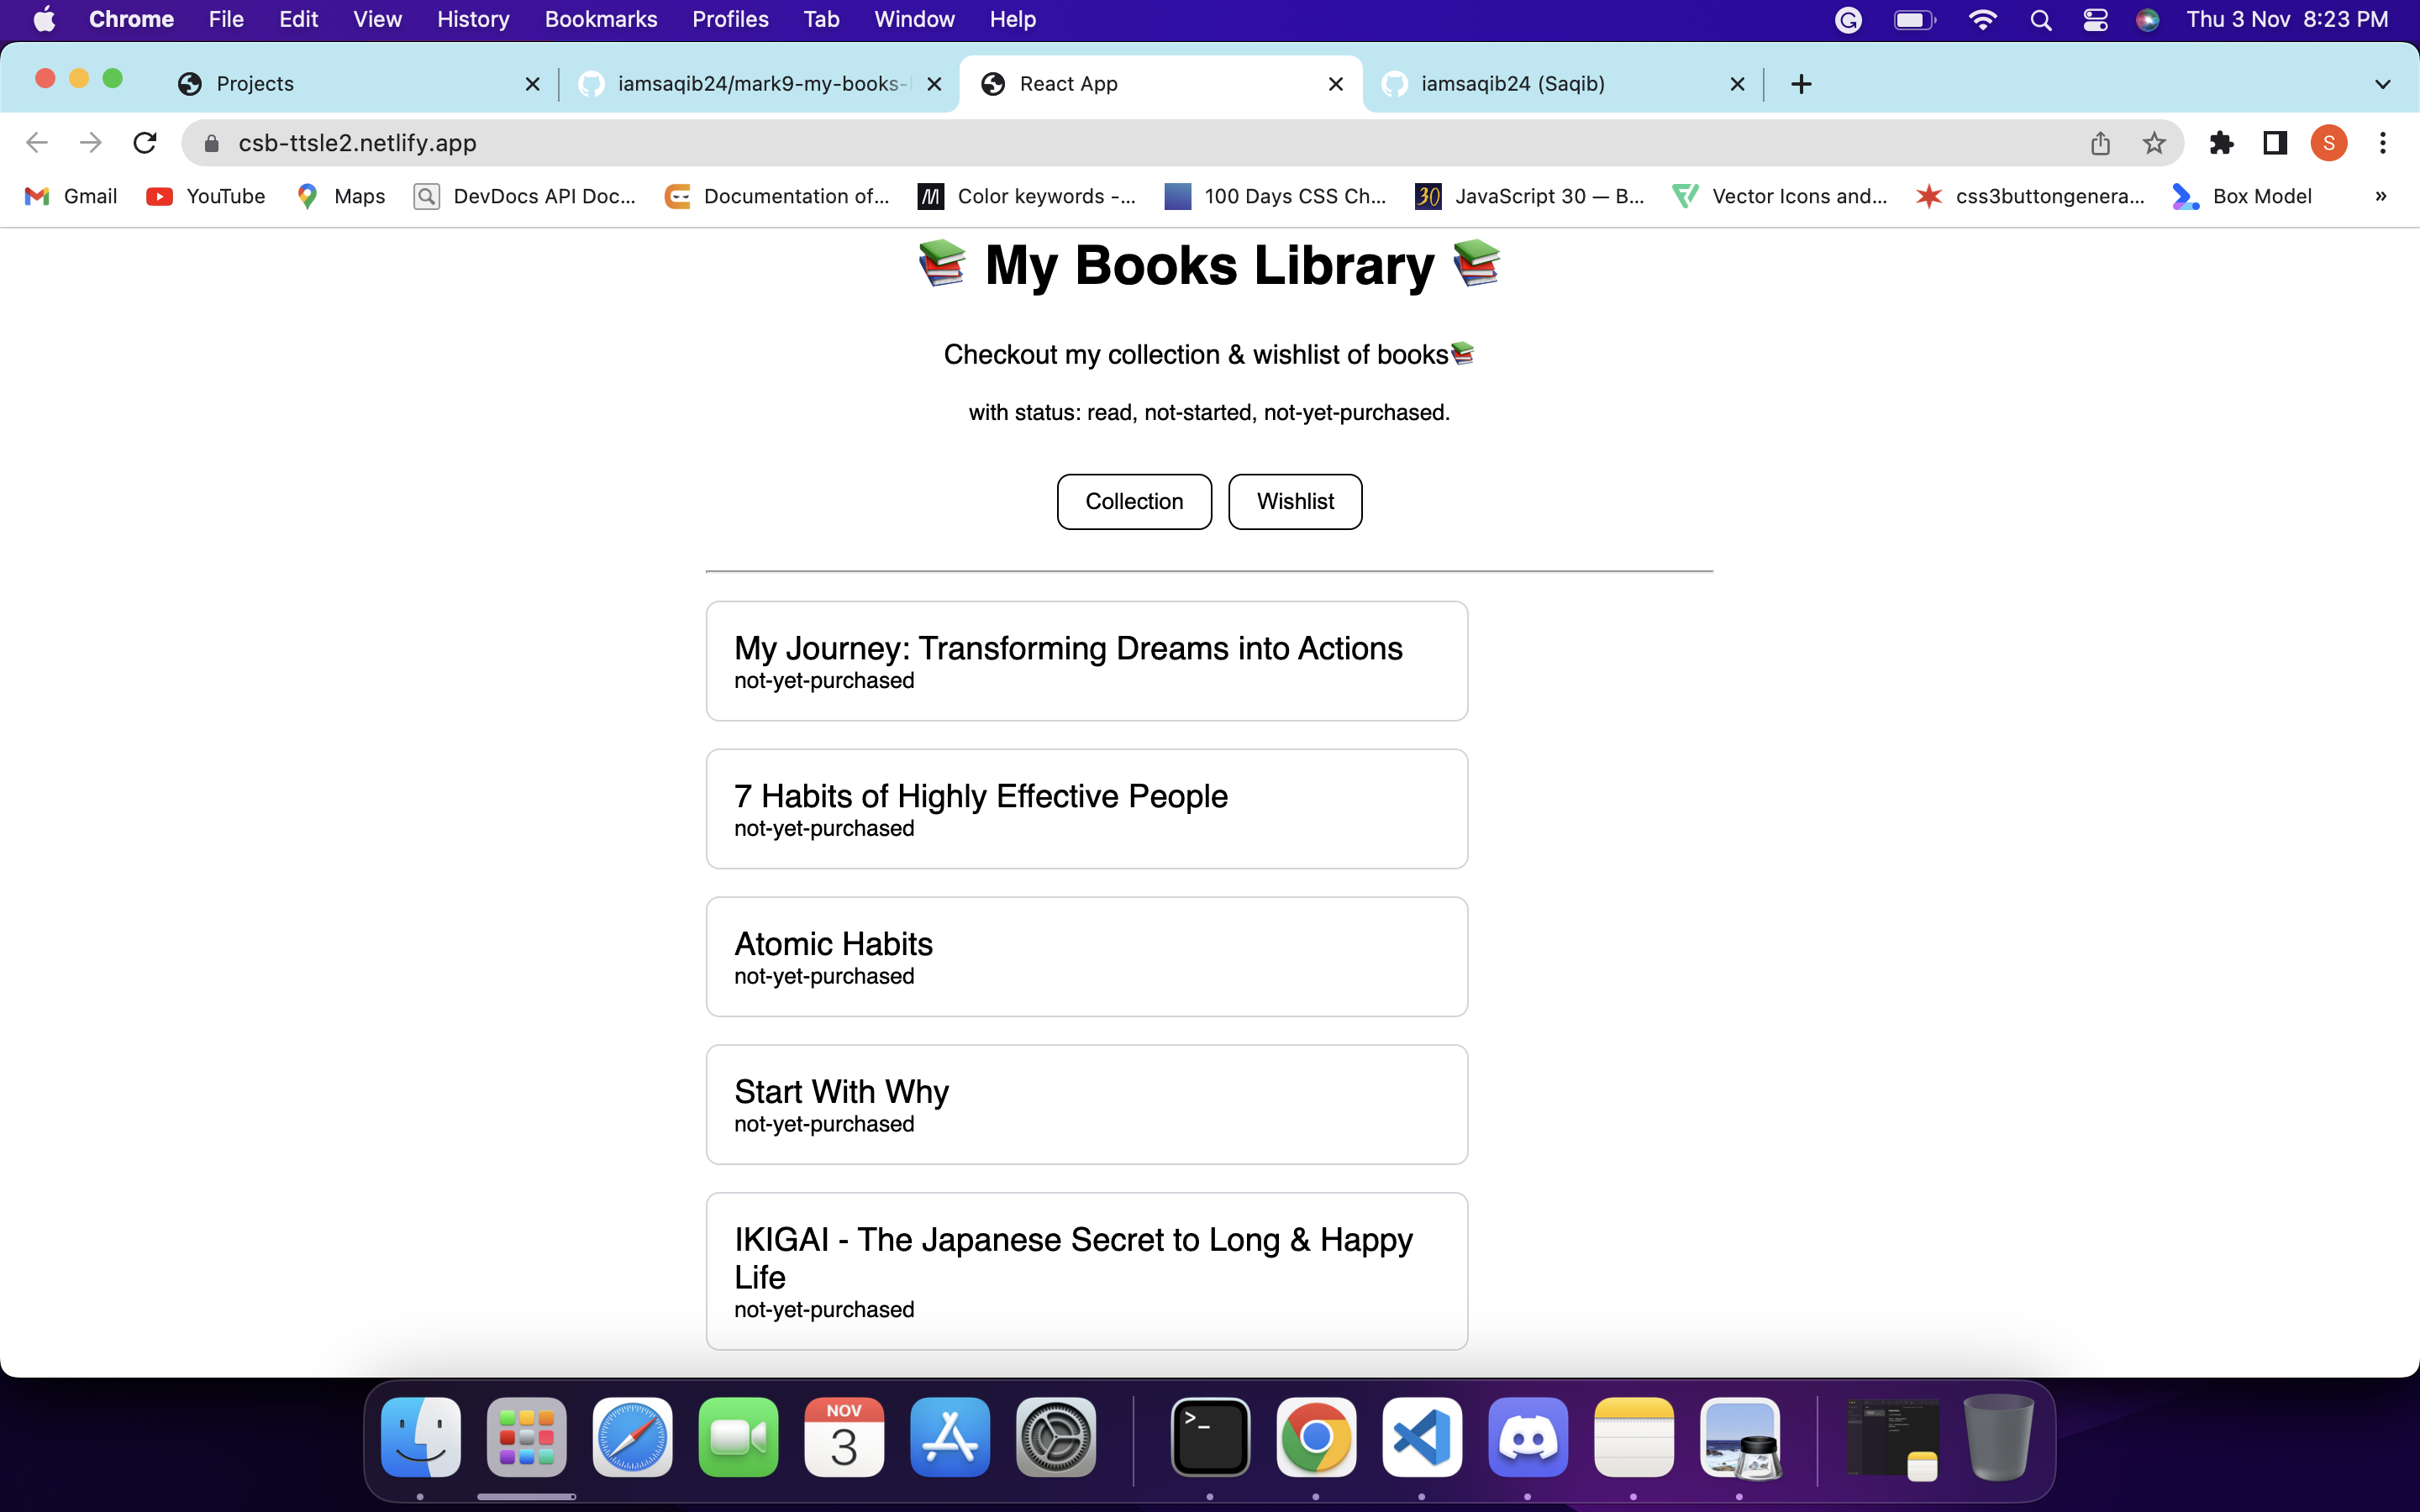 Chrome File Edit View History Bookmarks Profiles Tab Window Help Thu 3 Nov 8:23 PM
Projects iamsaqib24/mark9-my-books- React App iamsaqib24 (Saqib)
csb-ttsle2.netlify.app S
Gmail YouTube Maps DevDocs API Doc... Documentation of... Color keywords -... 100 Days CSS Ch... 30 JavaScript 30 — B... Vector Icons and... css3buttongenera... Box Model »
My Books Library
Checkout my collection & wishlist of books
with status: read, not-started, not-yet-purchased.
Collection Wishlist
My Journey: Transforming Dreams into Actions
not-yet-purchased
7 Habits of Highly Effective People
not-yet-purchased
Atomic Habits
not-yet-purchased
Start With Why
not-yet-purchased
IKIGAI - The Japanese Secret to Long & Happy
Life
not-yet-purchased
NOV
3